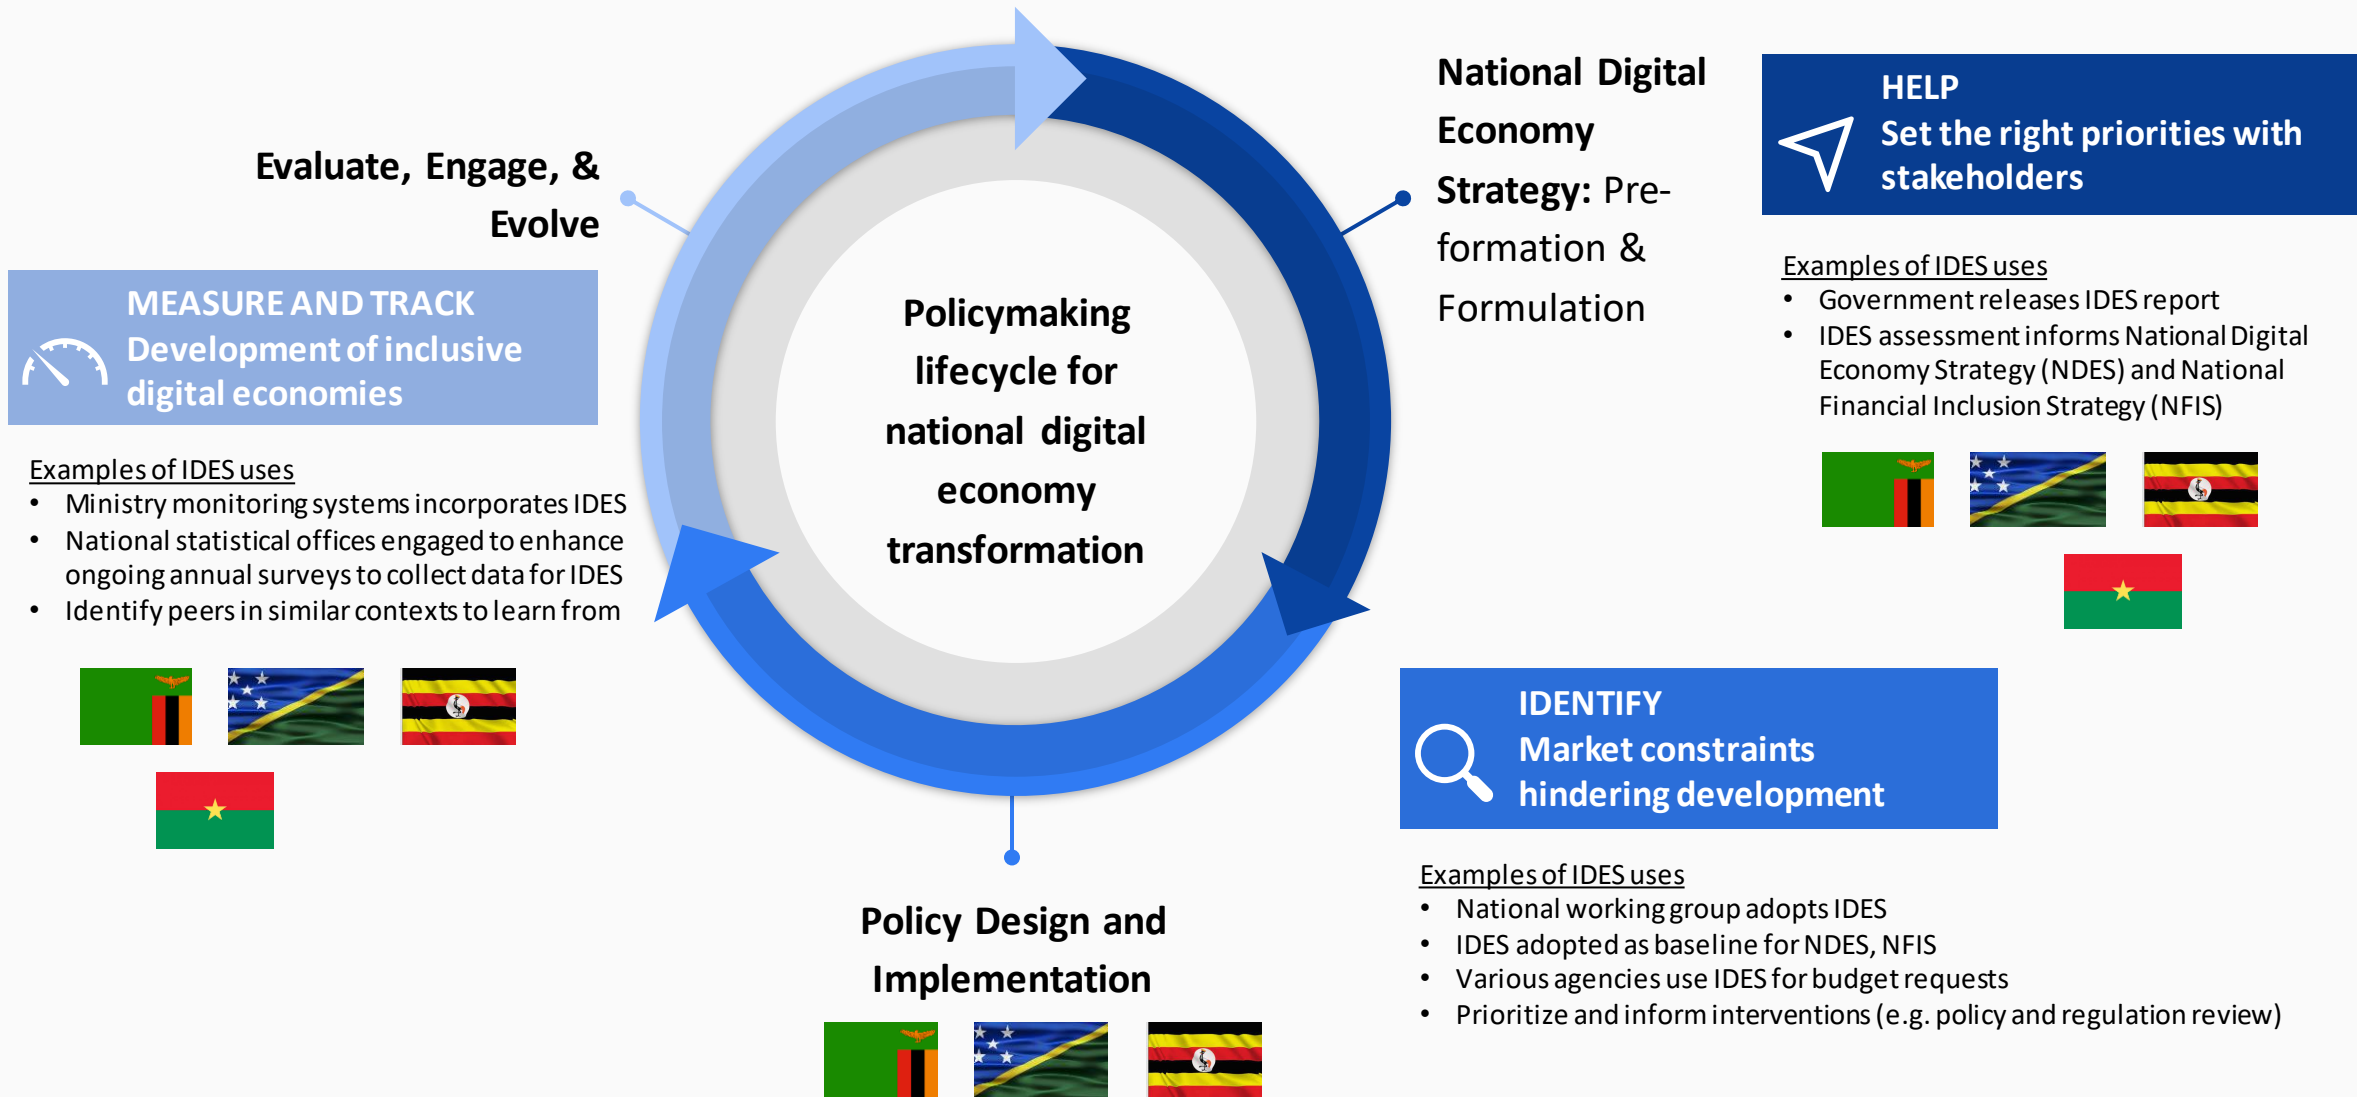 National Digital
Economy
Strategy: Pre-
formation &
Formulation
HELP
Set the right priorities with
stakeholders
Examples of IDES uses
• Government releases IDES report
• IDES assessment informs National Digital
Economy Strategy (NDES) and National
Financial Inclusion Strategy (NFIS)
Evaluate, Engage, &
Evolve
MEASURE AND TRACK
Development of inclusive
digital economies
Examples of IDES uses
• Ministry monitoring systems incorporates IDES
• National statistical offices engaged to enhance
ongoing annual surveys to collect data for IDES
• Identify peers in similar contexts to learn from
Policymaking
lifecycle for
national digital
economy
transformation
IDENTIFY
Market constraints
hindering development
Examples of IDES uses
• National working group adopts IDES
• IDES adopted as baseline for NDES, NFIS
• Various agencies use IDES for budget requests
• Prioritize and inform interventions (e.g. policy and regulation review)
Policy Design and
Implementation